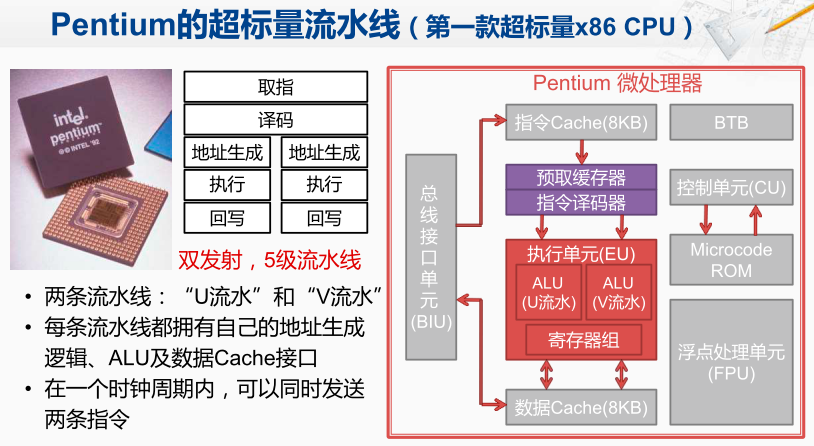 Pentium的超标量流水线（第一款超标量x86 CPU）
intel.
pentium
©® INTEL '92
取指
译码
地址生成 地址生成
执行 执行
回写 回写
双发射，5级流水线
• 两条流水线：“U流水”和“V流水”
• 每条流水线都拥有自己的地址生成
逻辑、ALU及数据Cache接口
• 在一个时钟周期内，可以同时发送
两条指令
Pentium 微处理器
总
线
接
口
单
元
(BIU)
指令Cache(8KB)
预取缓存器
指令译码器
执行单元(EU)
ALU
(U流水)
ALU
(V流水)
寄存器组
数据Cache(8KB)
BTB
控制单元(CU)
Microcode
ROM
浮点处理单元
(FPU)